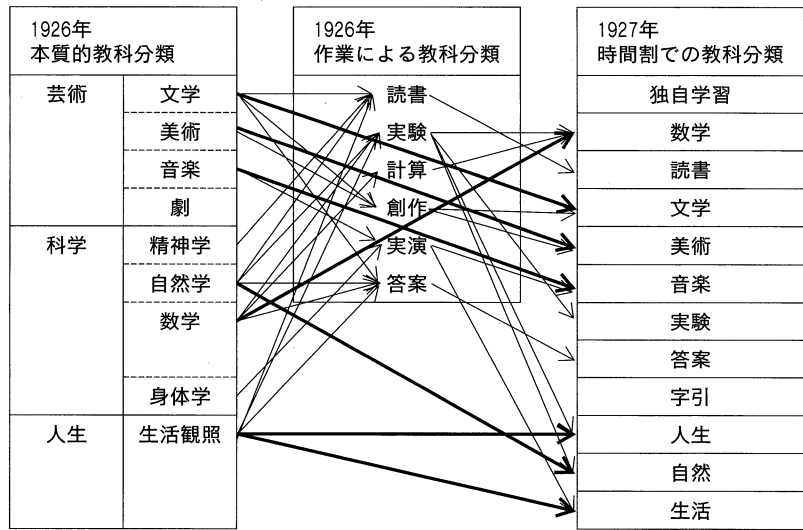 1926年
本質的教科分類
芸術
文学
美術
音楽
劇
科学
精神学
自然学
数学
身体学
人生
生活観照
1926年
作業による教科分類
読書
実験
計算
創作
実演
答案
1927年
時間割での教科分類
独自学習
数学
読書
文学
美術
音楽
実験
答案
字引
人生
自然
生活